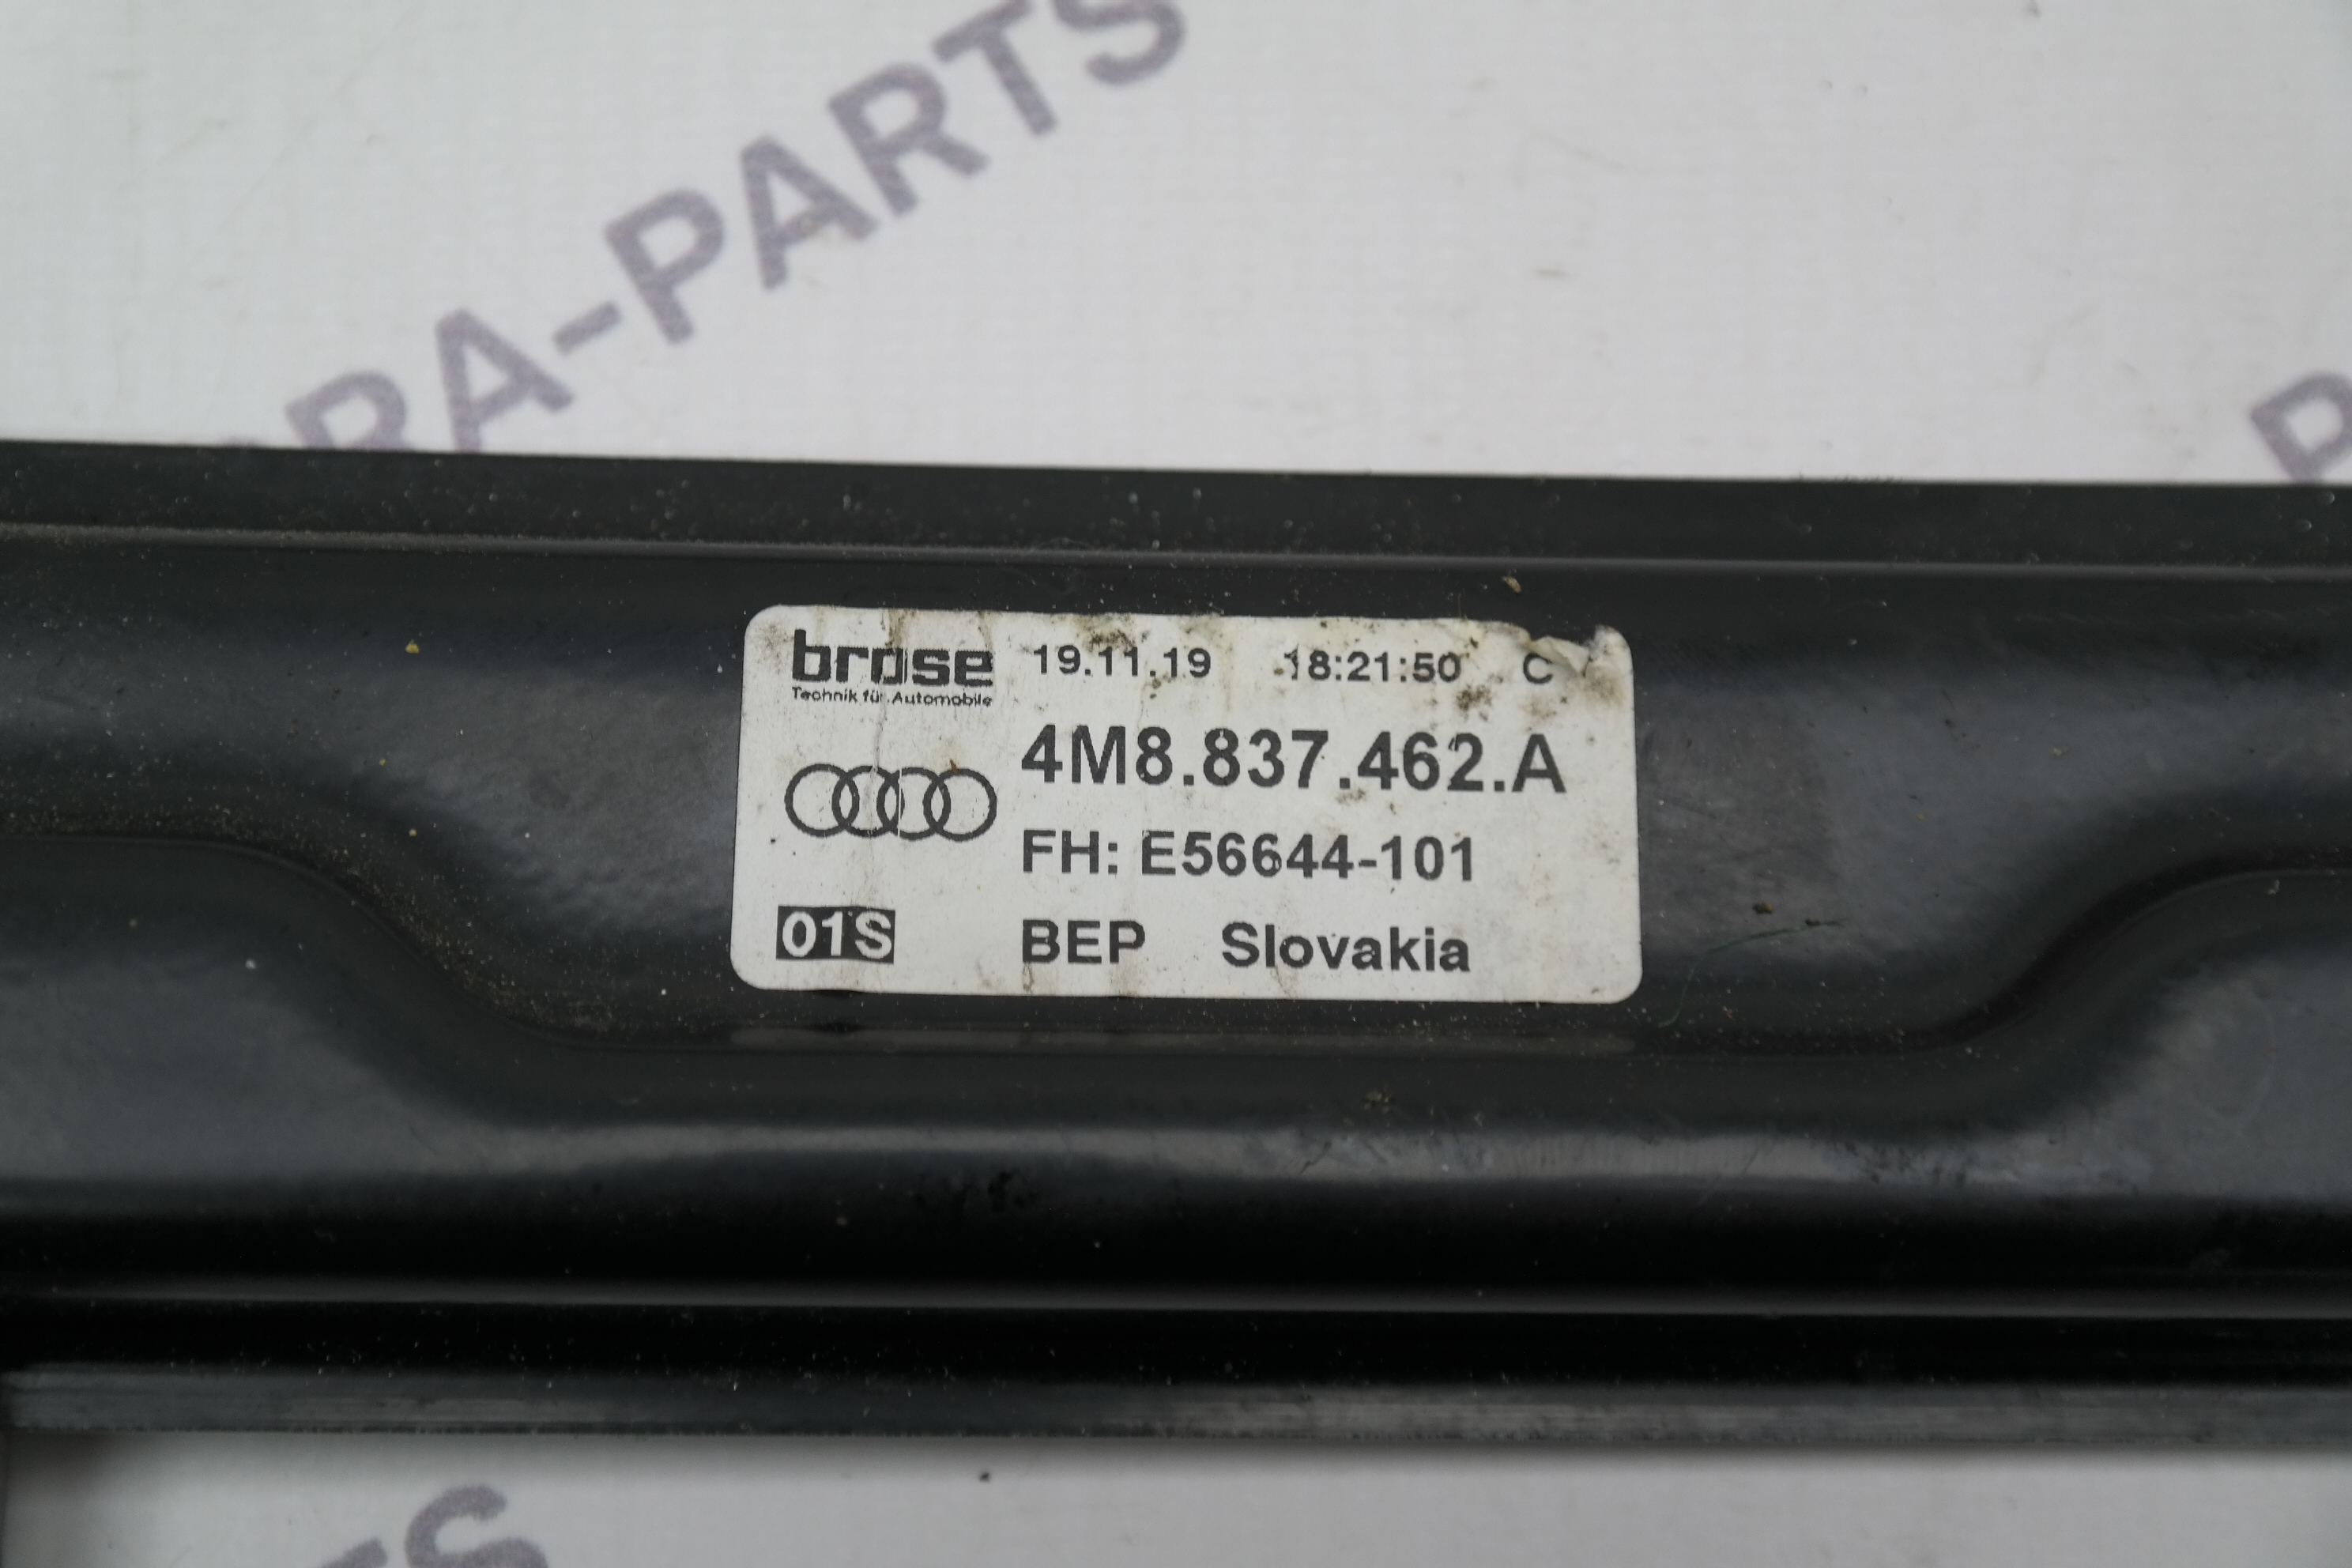 RA-PARTS
brose 19.11.19 18:21:50 C
Technik für Automobile
4M8.837.462.A
FH: E56644-101
01S BEP Slovakia